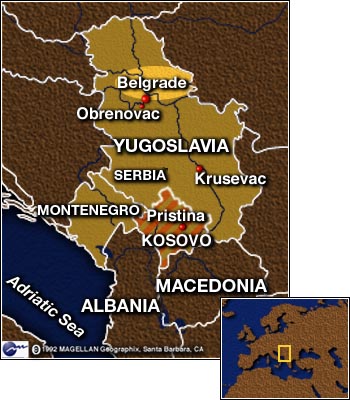 Belgrade
Obrenovac
YUGOSLAVIA
SERBIA
Krusevac
MONTENEGRO
Pristina
KOSOVO
MACEDONIA
ALBANIA
Adriatic Sea
©1992 MAGELLAN Geographix, Santa Barbara, CA